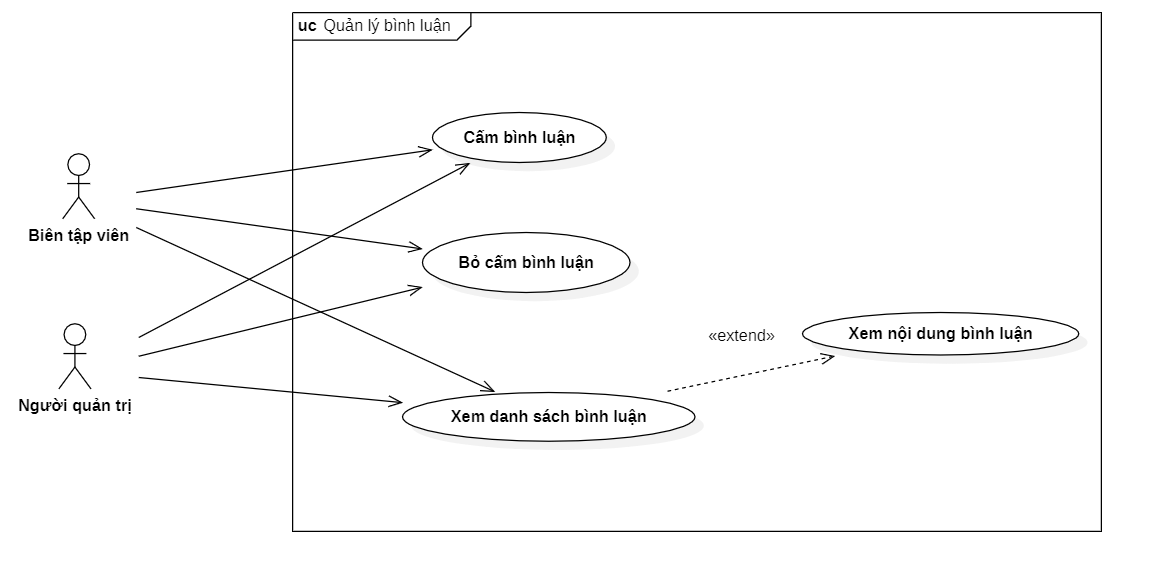 uc Quản lý bình luận
Cấm bình luận
Biên tập viên
Bỏ cấm bình luận
«extend»
Xem nội dung bình luận
Người quản trị
Xem danh sách bình luận